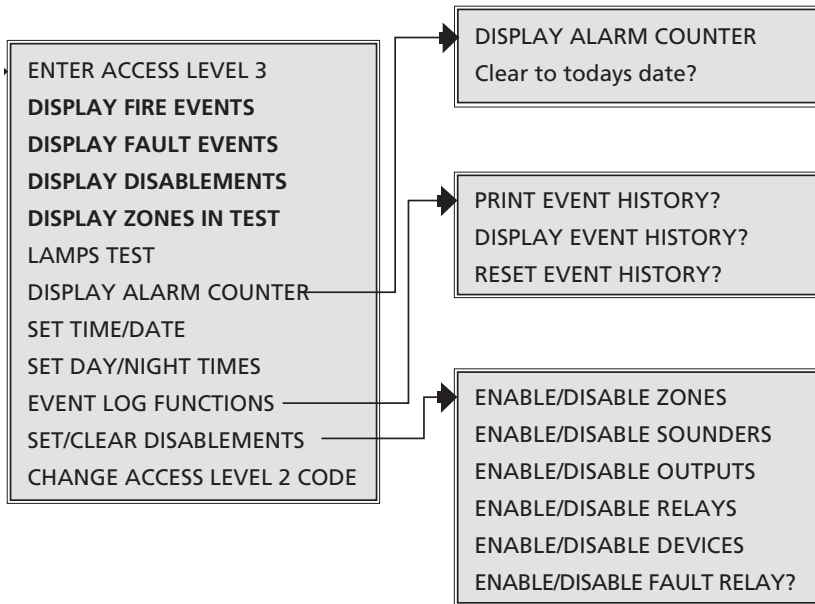 ENTER ACCESS LEVEL 3
DISPLAY FIRE EVENTS
DISPLAY FAULT EVENTS
DISPLAY DISABLEMENTS
DISPLAY ZONES IN TEST
LAMPS TEST
DISPLAY ALARM COUNTER
SET TIME/DATE
SET DAY/NIGHT TIMES
EVENT LOG FUNCTIONS
SET/CLEAR DISABLEMENTS
CHANGE ACCESS LEVEL 2 CODE
DISPLAY ALARM COUNTER
Clear to todays date?
PRINT EVENT HISTORY?
DISPLAY EVENT HISTORY?
RESET EVENT HISTORY?
ENABLE/DISABLE ZONES
ENABLE/DISABLE SOUNDERS
ENABLE/DISABLE OUTPUTS
ENABLE/DISABLE RELAYS
ENABLE/DISABLE DEVICES
ENABLE/DISABLE FAULT RELAY?